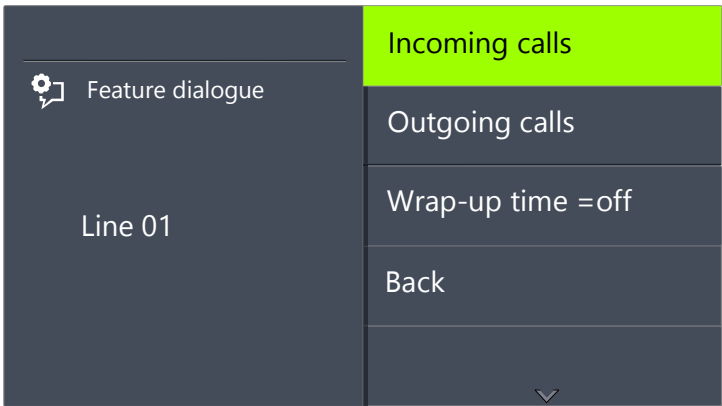 Feature dialogue
Line 01
Incoming calls
Outgoing calls
Wrap-up time =off
Back